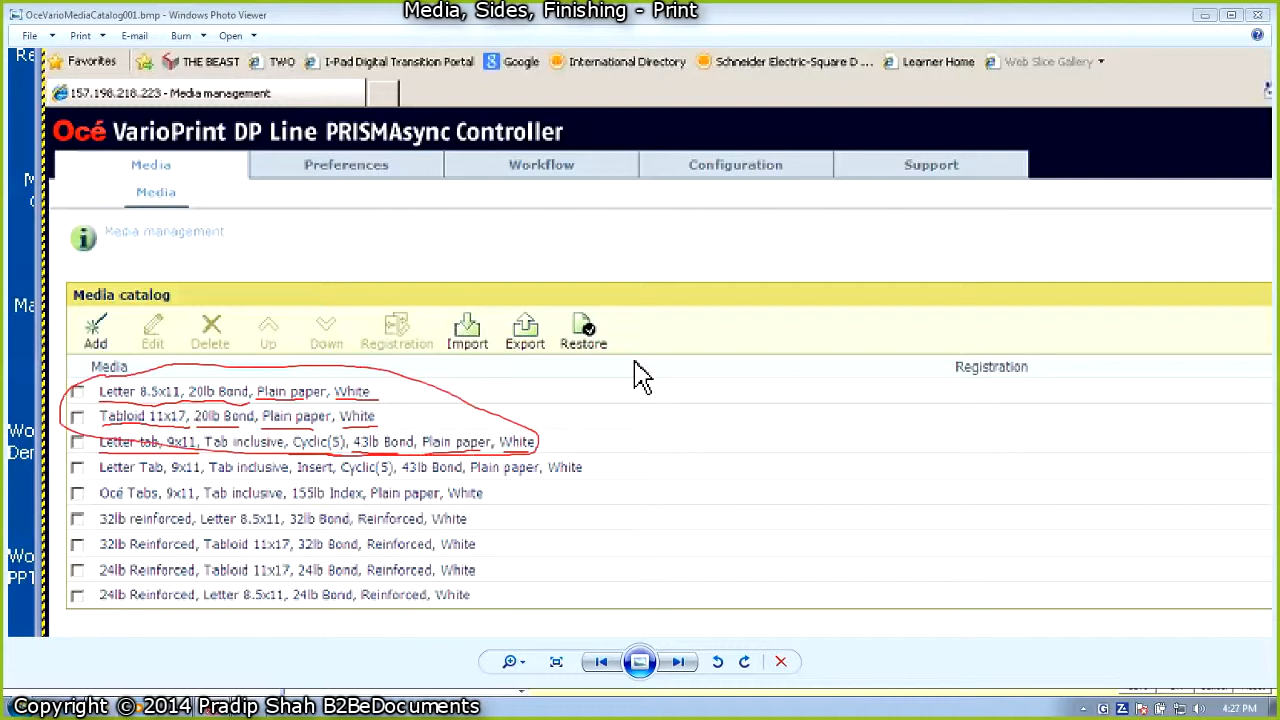 Media, Sides, Finishing - Print
OceVarioMediaCatalog001.bmp - Windows Photo Viewer
File Print E-mail Burn Open
Re
Favorites THE BEAST TWO I-Pad Digital Transition Portal Google International Directory Schneider Electric-Square D ... Learner Home Web Slice Gallery
157.198.218.223 - Media management
Océ VarioPrint DP Line PRISMAsync Controller
Media Preferences Workflow Configuration Support
Media
Media management
Ma
Media catalog
Add Edit Delete Up Down Registration Import Export Restore
Media Registration
Letter 8.5x11, 20lb Bond, Plain paper, White
Tabloid 11x17, 20lb Bond, Plain paper, White
Wo
Letter tab, 9x11, Tab inclusive, Cyclic(5), 43lb Bond, Plain paper, White
Der
Letter Tab, 9x11, Tab inclusive, Insert, Cyclic(5), 43lb Bond, Plain paper, White
Océ Tabs, 9x11, Tab inclusive, 155lb Index, Plain paper, White
32lb reinforced, Letter 8.5x11, 32lb Bond, Reinforced, White
32lb Reinforced, Tabloid 11x17, 32lb Bond, Reinforced, White
Wo
24lb Reinforced, Tabloid 11x17, 24lb Bond, Reinforced, White
PPT
24lb Reinforced, Letter 8.5x11, 24lb Bond, Reinforced, White
Copyright © 2014 Pradip Shah B2BeDocuments
4:27 PM